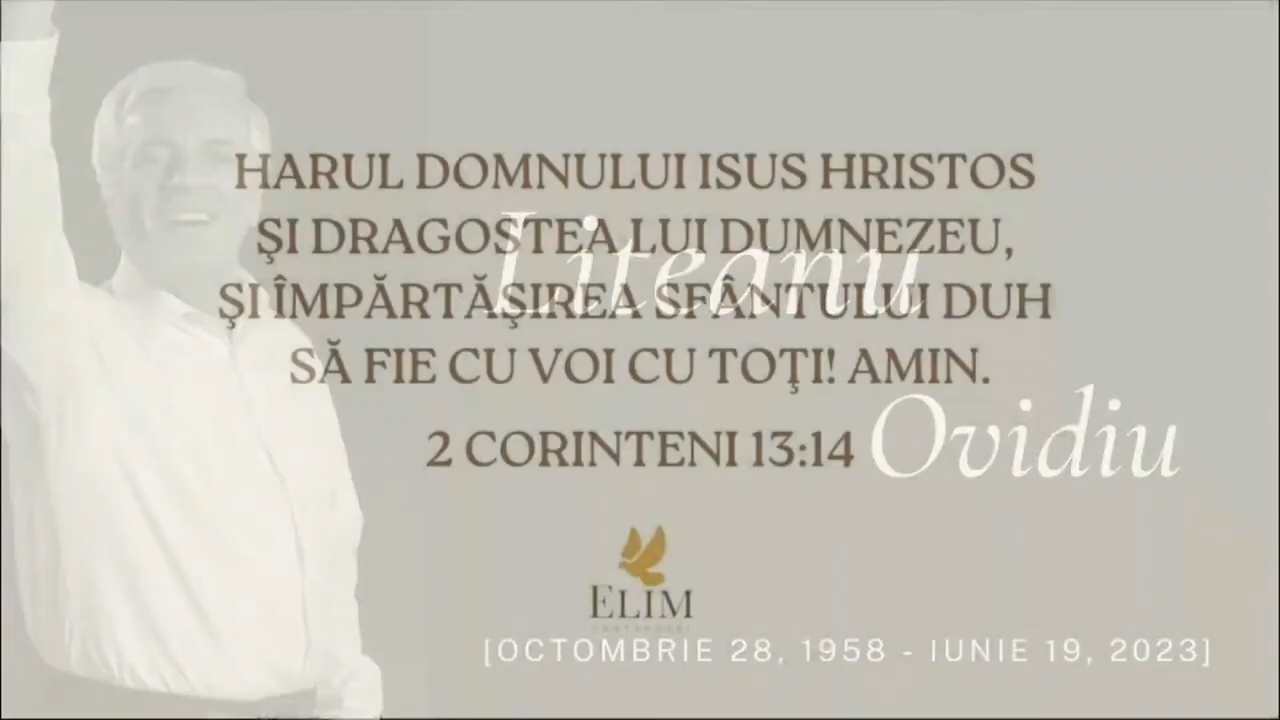 HARUL DOMNULUI ISUS HRISTOS
ŞI DRAGOSTEA LUI DUMNEZEU,
Liteanu
ŞI ÎMPĂRTĂŞIREA SFÂNTULUI DUH
SĂ FIE CU VOI CU TOŢI! AMIN.
2 CORINTENI 13:14
Ovidiu
ELIM
[OCTOMBRIE 28, 1958 - IUNIE 19, 2023]